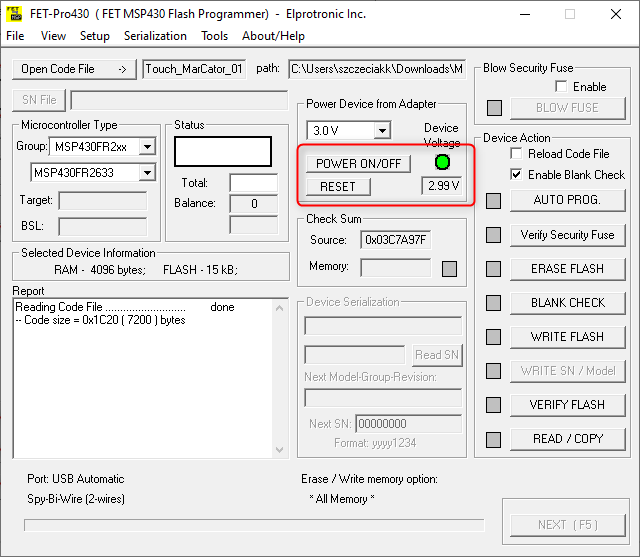 FET-Pro430 ( FET MSP430 Flash Programmer) - Elprotronic Inc.
File View Setup Serialization Tools About/Help
Open Code File -> Touch_MarCator_01 path: C:\Users\szczeciakk\Downloads\M
SN File
Microcontroller Type
Group: MSP430FR2xx
MSP430FR2633
Target:
BSL:
Status
Total:
Balance: 0
Selected Device Information
RAM - 4096 bytes; FLASH - 15 kB;
Report
Reading Code File ........................... done
-- Code size = 0x1C20 ( 7200 ) bytes
Power Device from Adapter
3.0 V
Device
Voltage
POWER ON/OFF
RESET 2.99 V
Check Sum
Source: 0x03C7A97F
Memory:
Device Serialization
Read SN
Next Model-Group-Revision:
Next SN: 00000000
Format: yyyy1234
Blow Security Fuse
Enable
BLOW FUSE
Device Action
Reload Code File
Enable Blank Check
AUTO PROG.
Verify Security Fuse
ERASE FLASH
BLANK CHECK
WRITE FLASH
WRITE SN / Model
VERIFY FLASH
READ / COPY
Port: USB Automatic
Spy-Bi-Wire (2-wires)
Erase / Write memory option:
* All Memory *
NEXT ( F5 )